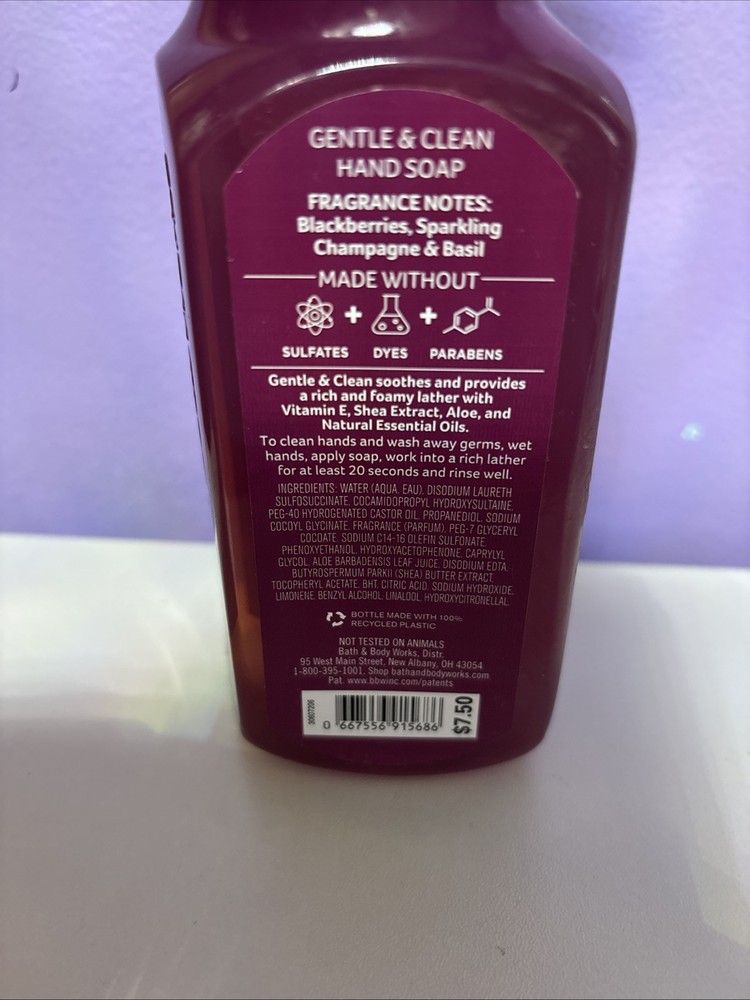 GENTLE & CLEAN
HAND SOAP
FRAGRANCE NOTES:
Blackberries, Sparkling
Champagne & Basil
MADE WITHOUT
+ +
SULFATES DYES PARABENS
Gentle & Clean soothes and provides
a rich and foamy lather with
Vitamin E, Shea Extract, Aloe, and
Natural Essential Oils.
To clean hands and wash away germs, wet
hands, apply soap, work into a rich lather
for at least 20 seconds and rinse well.
INGREDIENTS: WATER (AQUA, EAU), DISODIUM LAURETH
SULFOSUCCINATE, COCAMIDOPROPYL HYDROXYSULTAINE,
PEG-40 HYDROGENATED CASTOR OIL, PROPANEDIOL, SODIUM
COCOYL GLYCINATE, FRAGRANCE (PARFUM), PEG-7 GLYCERYL
COCOATE, SODIUM C14-16 OLEFIN SULFONATE,
PHENOXYETHANOL, HYDROXYACETOPHENONE, CAPRYLYL
GLYCOL, ALOE BARBADENSIS LEAF JUICE, DISODIUM EDTA,
BUTYROSPERMUM PARKII (SHEA) BUTTER EXTRACT,
TOCOPHERYL ACETATE, BHT, CITRIC ACID, SODIUM HYDROXIDE,
LIMONENE, BENZYL ALCOHOL, LINALOOL, HYDROXYCITRONELLAL.
BOTTLE MADE WITH 100%
RECYCLED PLASTIC
NOT TESTED ON ANIMALS
Bath & Body Works, Distr.
95 West Main Street, New Albany, OH 43054
1-800-395-1001. Shop bathandbodyworks.com
Pat. www.bbwinc.com/patents
0 667556 915686
$7.50